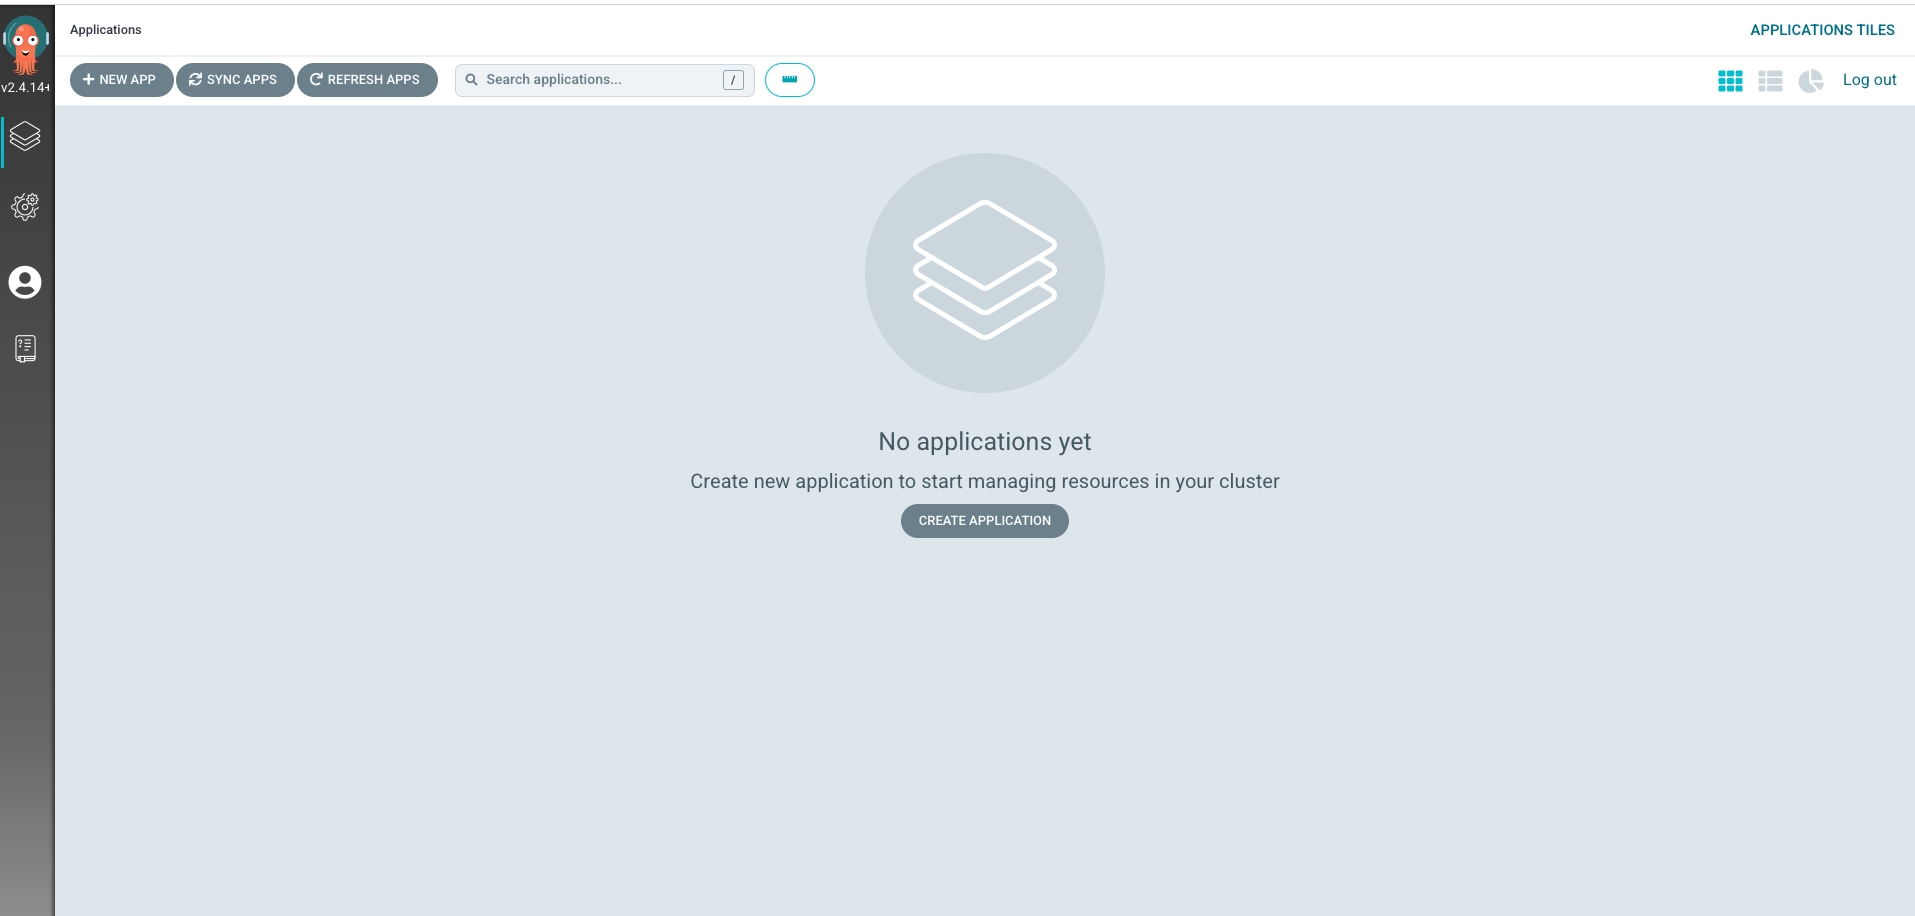 Applications
APPLICATIONS TILES
NEW APP
SYNC APPS
REFRESH APPS
Search applications...
/
Log out
v2.4.14+
No applications yet
Create new application to start managing resources in your cluster
CREATE APPLICATION